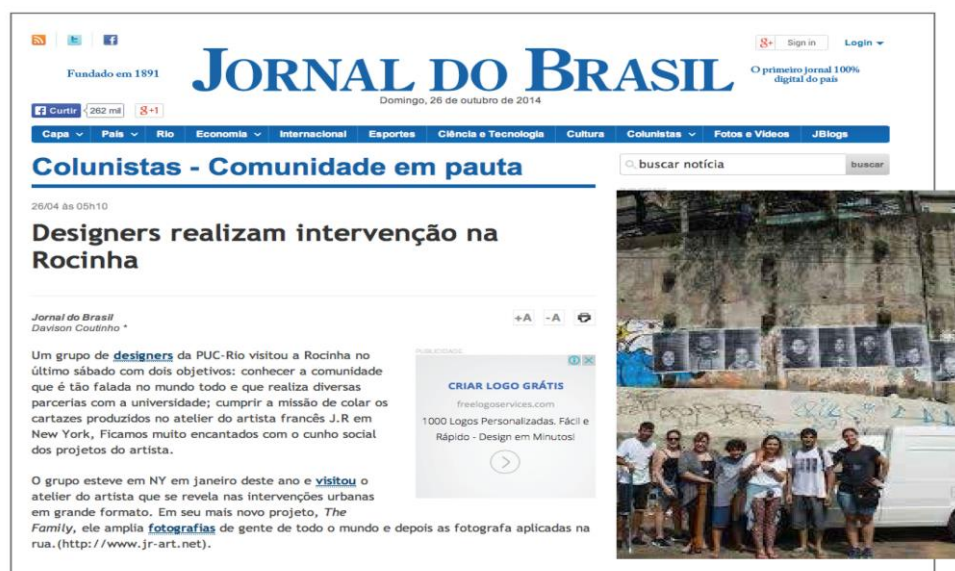 Fundado em 1891
JORNAL DO BRASIL
Domingo, 26 de outubro de 2014
Sign in
Login
O primeiro jornal 100%
digital do país
Curtir 262 mil +1
Capa País Rio Economia Internacional Esportes Ciência e Tecnologia Cultura Colunistas Fotos e Vídeos JBlogs
Colunistas - Comunidade em pauta
buscar notícia buscar
26/04 às 05h10
Designers realizam intervenção na
Rocinha
Jornal do Brasil
Davison Coutinho *
+A -A
Um grupo de designers da PUC-Rio visitou a Rocinha no
último sábado com dois objetivos: conhecer a comunidade
que é tão falada no mundo todo e que realiza diversas
parcerias com a universidade; cumprir a missão de colar os
cartazes produzidos no atelier do artista francês J.R em
New York, Ficamos muito encantados com o cunho social
dos projetos do artista.
PUBLICIDADE
CRIAR LOGO GRÁTIS
freelogoservices.com
1000 Logos Personalizadas. Fácil e
Rápido - Design em Minutos!
O grupo esteve em NY em janeiro deste ano e visitou o
atelier do artista que se revela nas intervenções urbanas
em grande formato. Em seu mais novo projeto, The
Family, ele amplia fotografias de gente de todo o mundo e depois as fotografa aplicadas na
rua.(http://www.jr-art.net).